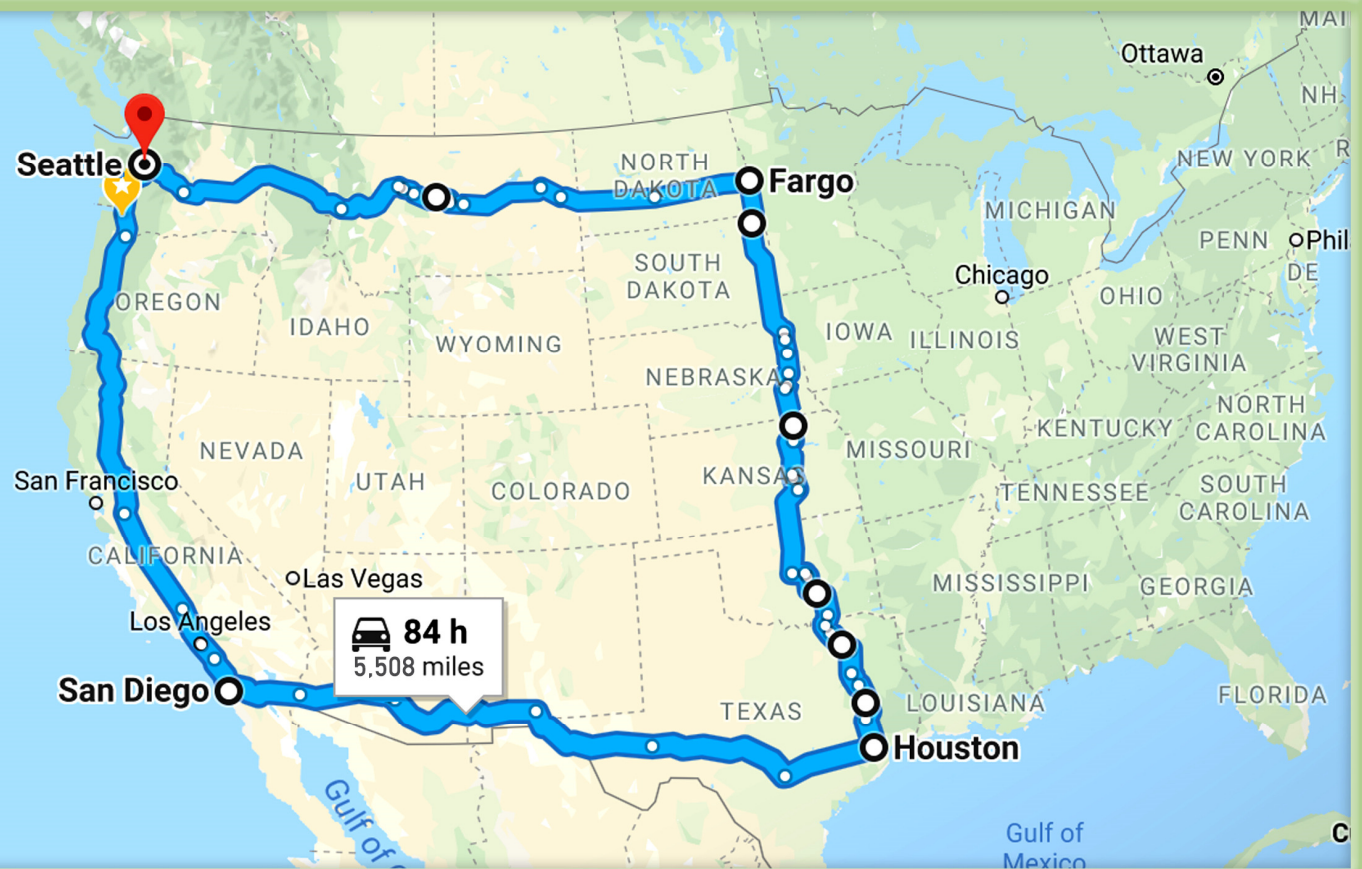 MAI
Ottawa
NH
Seattle
NORTH
DAKOTA
Fargo
NEW YORK
R
MICHIGAN
PENN
Phil
DE
SOUTH
DAKOTA
Chicago
OHIO
OREGON
IDAHO
WYOMING
IOWA
ILLINOIS
WEST
VIRGINIA
NEBRASKA
NORTH
CAROLINA
KENTUCKY
NEVADA
MISSOURI
San Francisco
UTAH
COLORADO
KANSAS
TENNESSEE
SOUTH
CAROLINA
CALIFORNIA
Las Vegas
MISSISSIPPI
GEORGIA
Los Angeles
84 h
5,508 miles
San Diego
TEXAS
LOUISIANA
FLORIDA
Houston
Gulf of C
Gulf of
Mexico
C